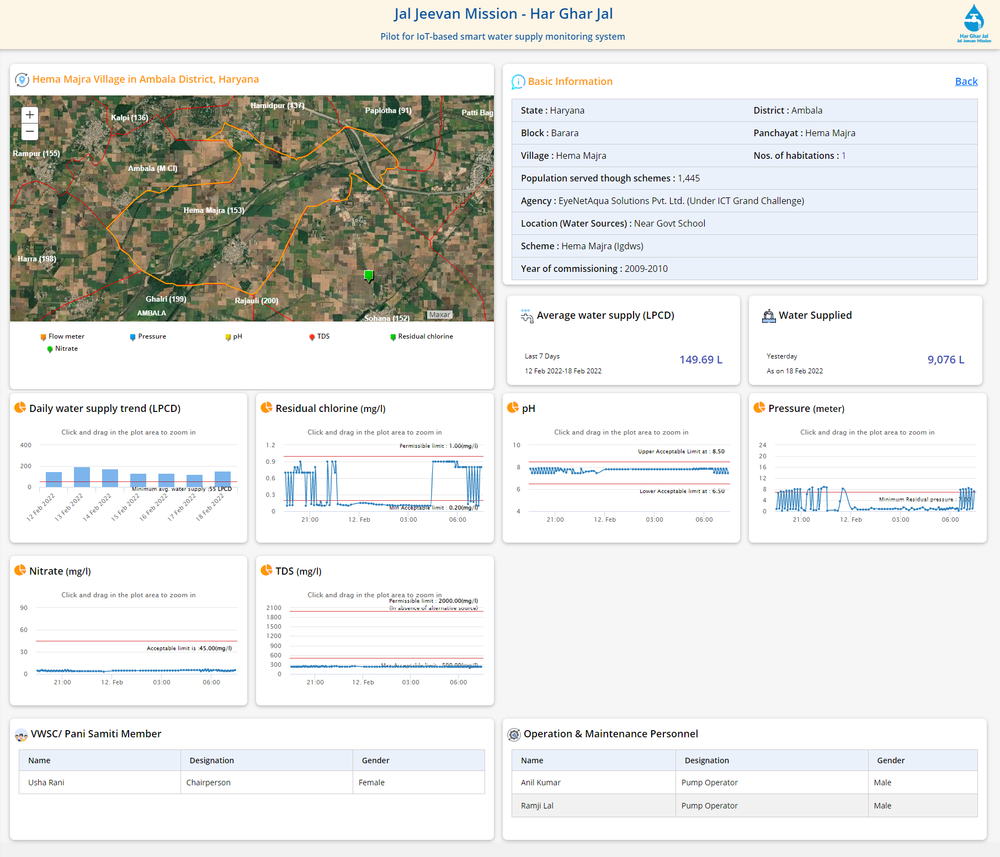 Jal Jeevan Mission - Har Ghar Jal
Pilot for IoT-based smart water supply monitoring system
Har Ghar Jal
Jal Jeevan Mission
Hema Majra Village in Ambala District, Haryana
+
−
Hamidpur (137)
Paplotha (91)
Patti Bag
Kalpi (136)
Rampur (155)
Ambala (M Cl)
Hema Majra (153)
Harra (198)
Ghalri (199)
Rajauli (200)
AMBALA
Sohana (152)
Maxar
Flow meter
Pressure
pH
TDS
Residual chlorine
Nitrate
Basic Information
Back
State : Haryana
District : Ambala
Block : Barara
Panchayat : Hema Majra
Village : Hema Majra
Nos. of habitations : 1
Population served though schemes : 1,445
Agency : EyeNetAqua Solutions Pvt. Ltd. (Under ICT Grand Challenge)
Location (Water Sources) : Near Govt School
Scheme : Hema Majra (Igdws)
Year of commissioning : 2009-2010
Average water supply (LPCD)
Last 7 Days
149.69 L
12 Feb 2022-18 Feb 2022
Water Supplied
Yesterday
9,076 L
As on 18 Feb 2022
Daily water supply trend (LPCD)
Click and drag in the plot area to zoom in
400
200
0
Minimum avg. water supply :55 LPCD
12 Feb 2022
13 Feb 2022
14 Feb 2022
15 Feb 2022
16 Feb 2022
17 Feb 2022
18 Feb 2022
Residual chlorine (mg/l)
Click and drag in the plot area to zoom in
1.2
Permissible limit : 1.00(mg/l)
0.9
0.6
0.3
Min Acceptable limit : 0.20(mg/l)
0
21:00
12. Feb
03:00
06:00
pH
Click and drag in the plot area to zoom in
10
Upper Acceptable Limit at : 8.50
8
6
Lower Acceptable limit at : 6.50
4
21:00
12. Feb
03:00
06:00
Pressure (meter)
Click and drag in the plot area to zoom in
24
20
16
12
8
4
Minimum Residual pressure : 7.00
0
21:00
12. Feb
03:00
06:00
Nitrate (mg/l)
Click and drag in the plot area to zoom in
90
60
Acceptable limit is :45.00(mg/l)
30
0
21:00
12. Feb
03:00
06:00
TDS (mg/l)
Click and drag in the plot area to zoom in
Permissible limit : 2000.00(mg/l)
(in absence of alternative source)
2100
1800
1500
1200
900
600
300
Max Acceptable limit : 500.00(mg/l)
0
21:00
12. Feb
03:00
06:00
VWSC/ Pani Samiti Member
Name Designation Gender
Usha Rani Chairperson Female
Operation & Maintenance Personnel
Name Designation Gender
Anil Kumar Pump Operator Male
Ramji Lal Pump Operator Male